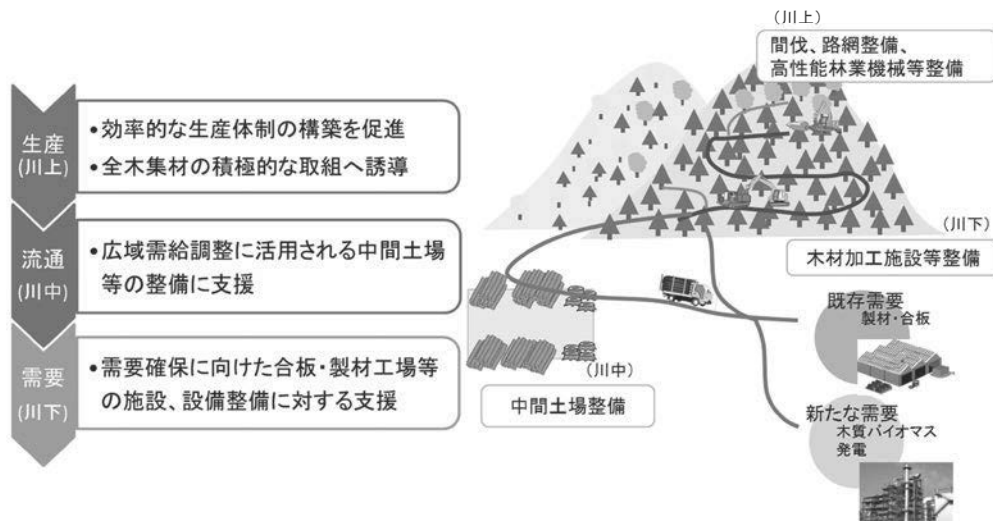 生産
(川上)
•効率的な生産体制の構築を促進
•全木集材の積極的な取組へ誘導
流通
(川中)
•広域需給調整に活用される中間土場
等の整備に支援
需要
(川下)
•需要確保に向けた合板・製材工場等
の施設、設備整備に対する支援
(川上)
間伐、路網整備、
高性能林業機械等整備
(川下)
木材加工施設等整備
既存需要
製材・合板
(川中)
中間土場整備
新たな需要
木質バイオマス
発電